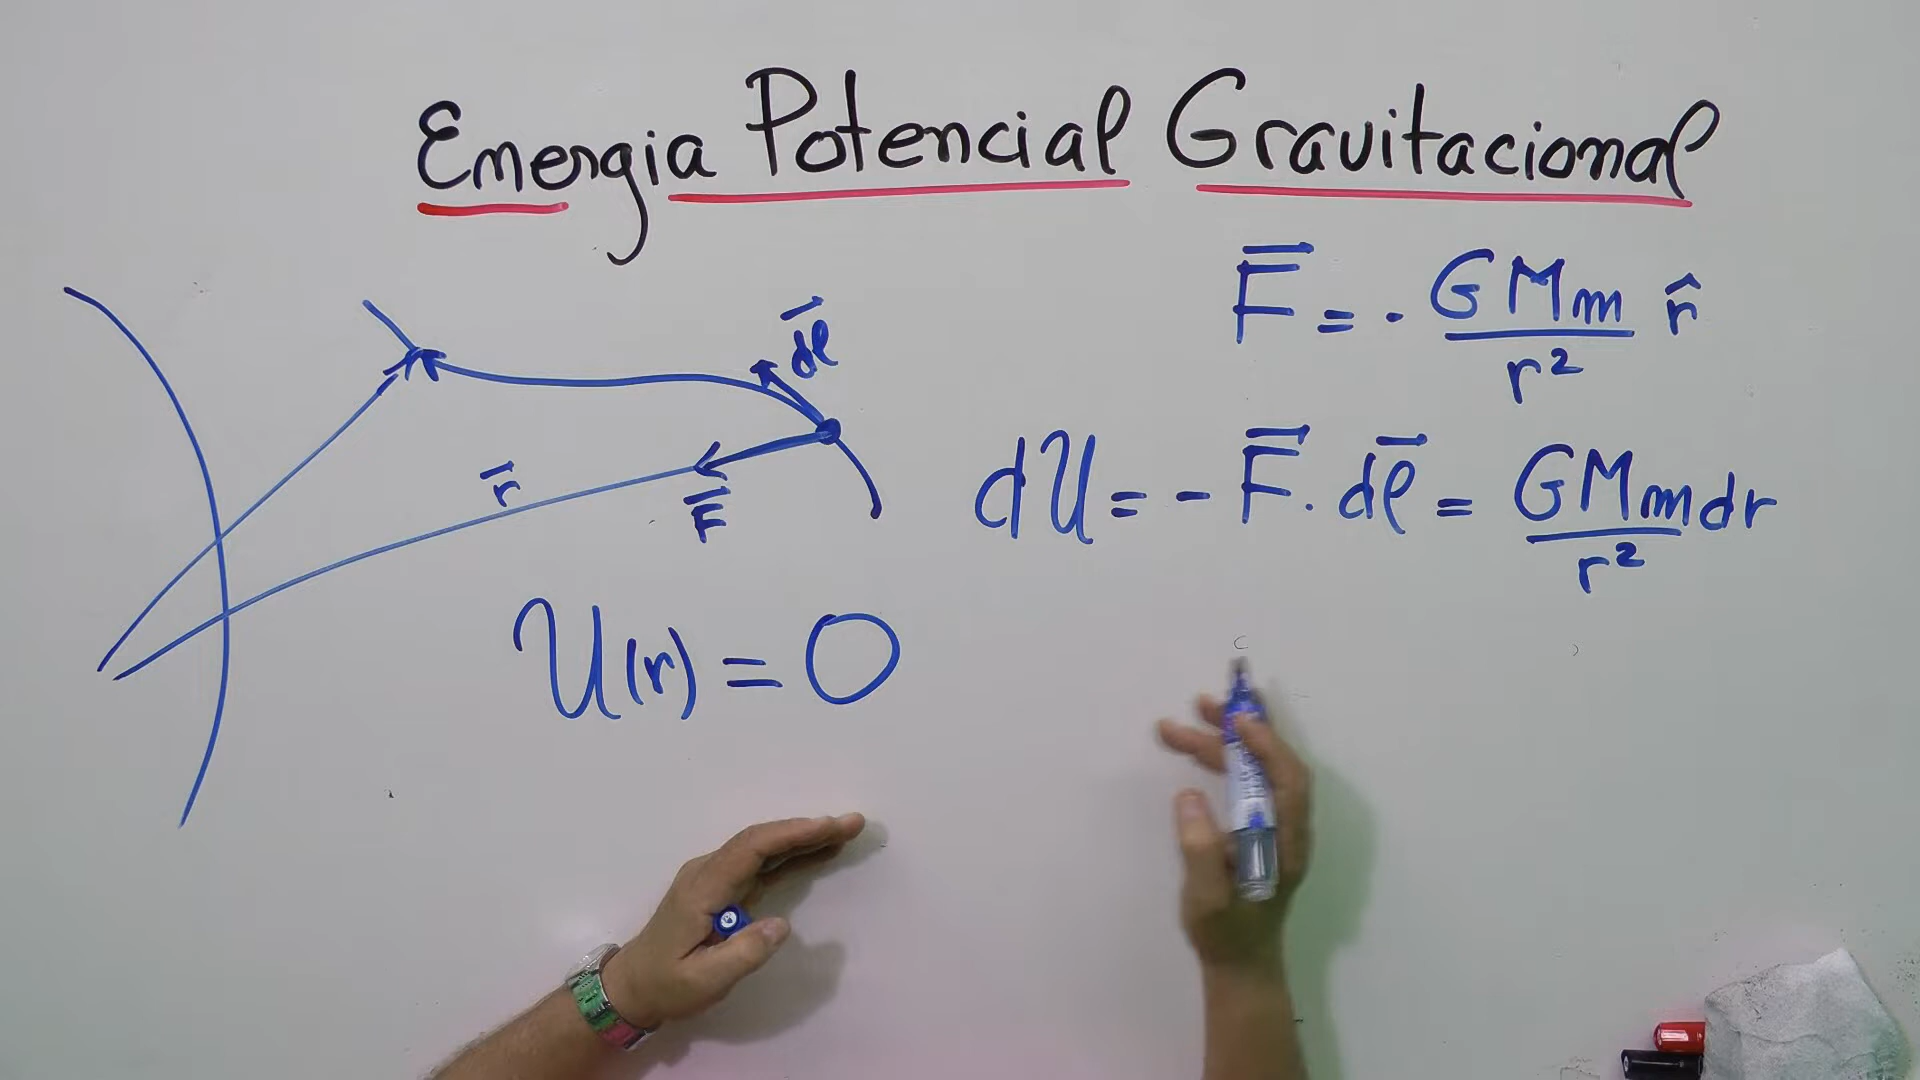 Energia Potencial Gravitacional
F⃗ = - GMm/r² r̂
dℓ⃗
r⃗
F⃗
dU = - F⃗ . dℓ⃗ = GMm/r² dr
U(r) = 0